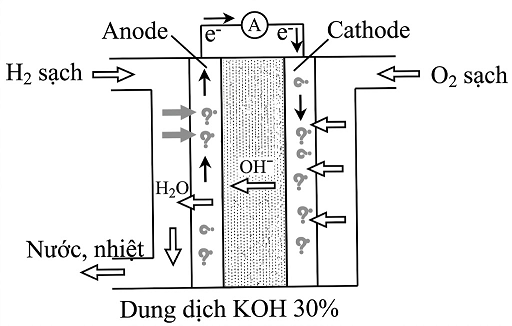 A
e⁻ e⁻
Anode Cathode
H₂ sạch O₂ sạch
OH⁻
H₂O
Nước, nhiệt
Dung dịch KOH 30%